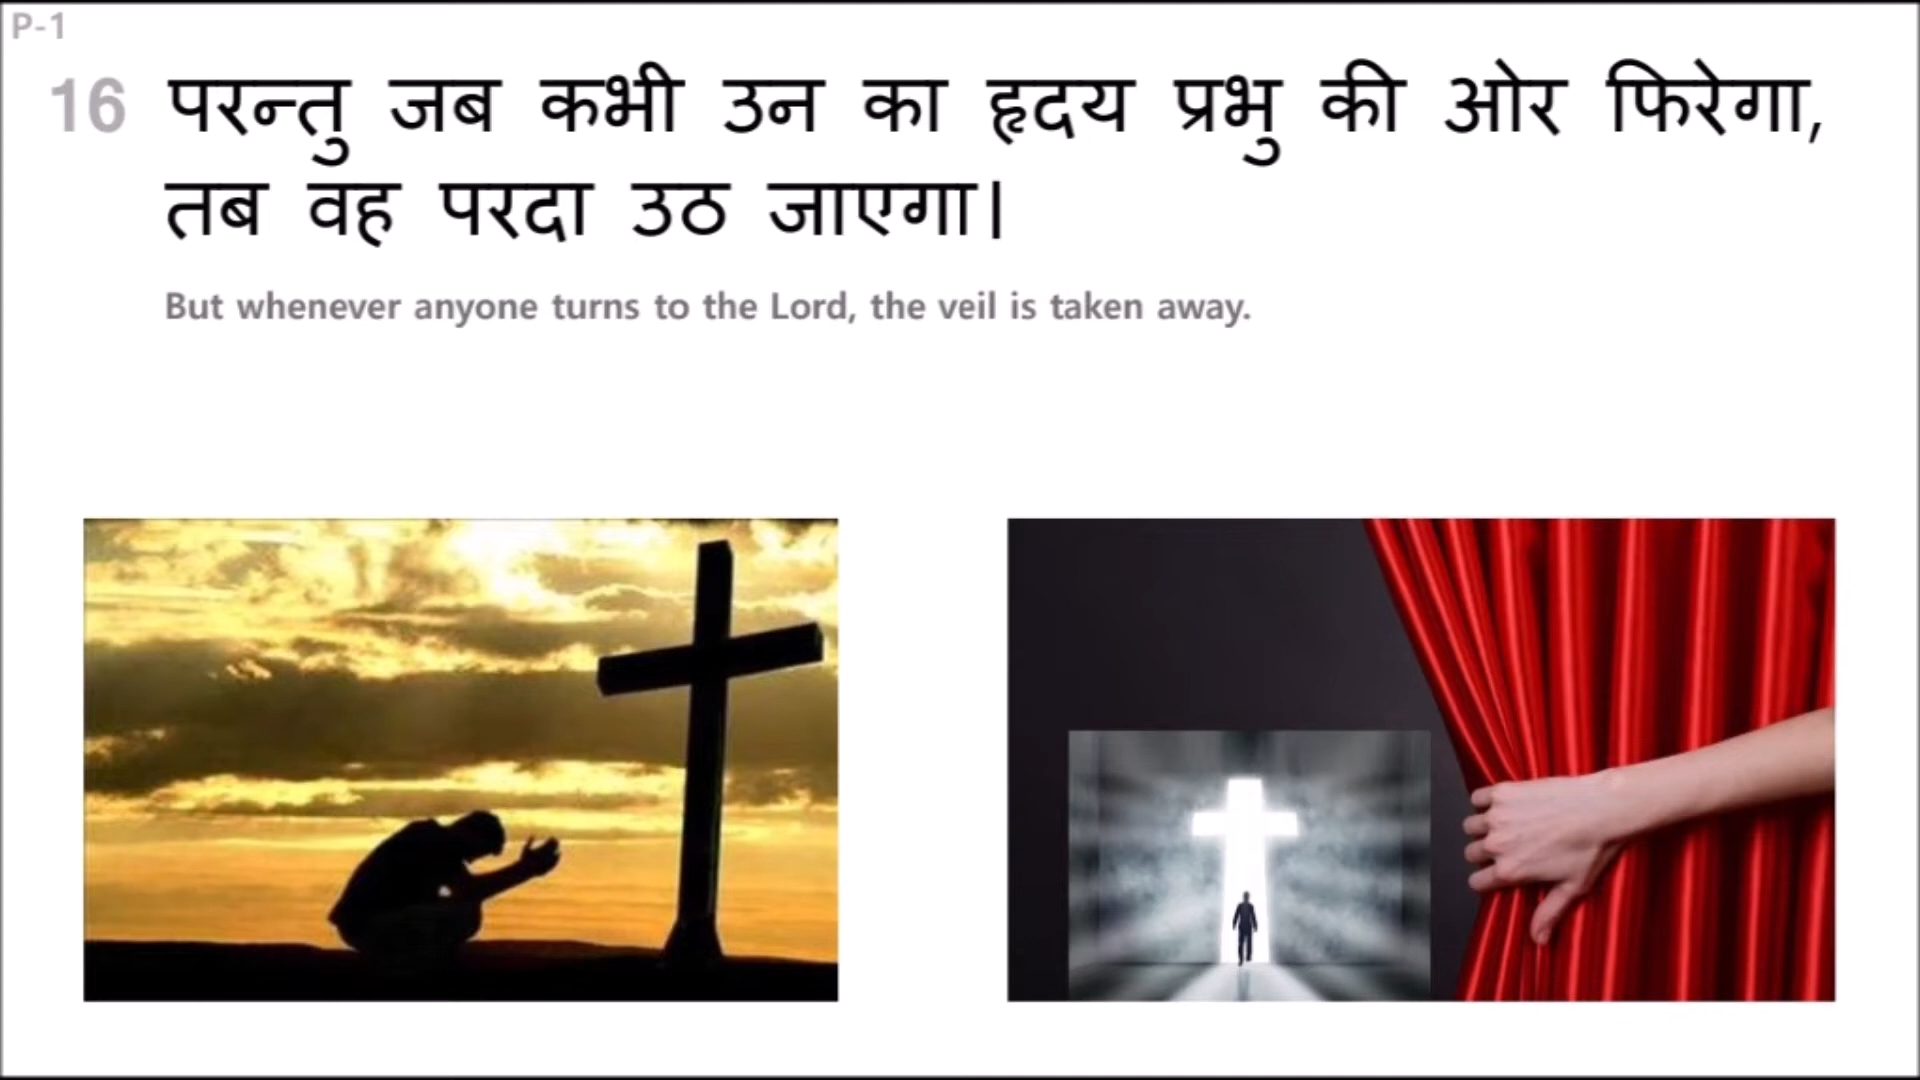 P-1
16 परन्तु जब कभी उन का हृदय प्रभु की ओर फिरेगा,
तब वह परदा उठ जाएगा।
But whenever anyone turns to the Lord, the veil is taken away.